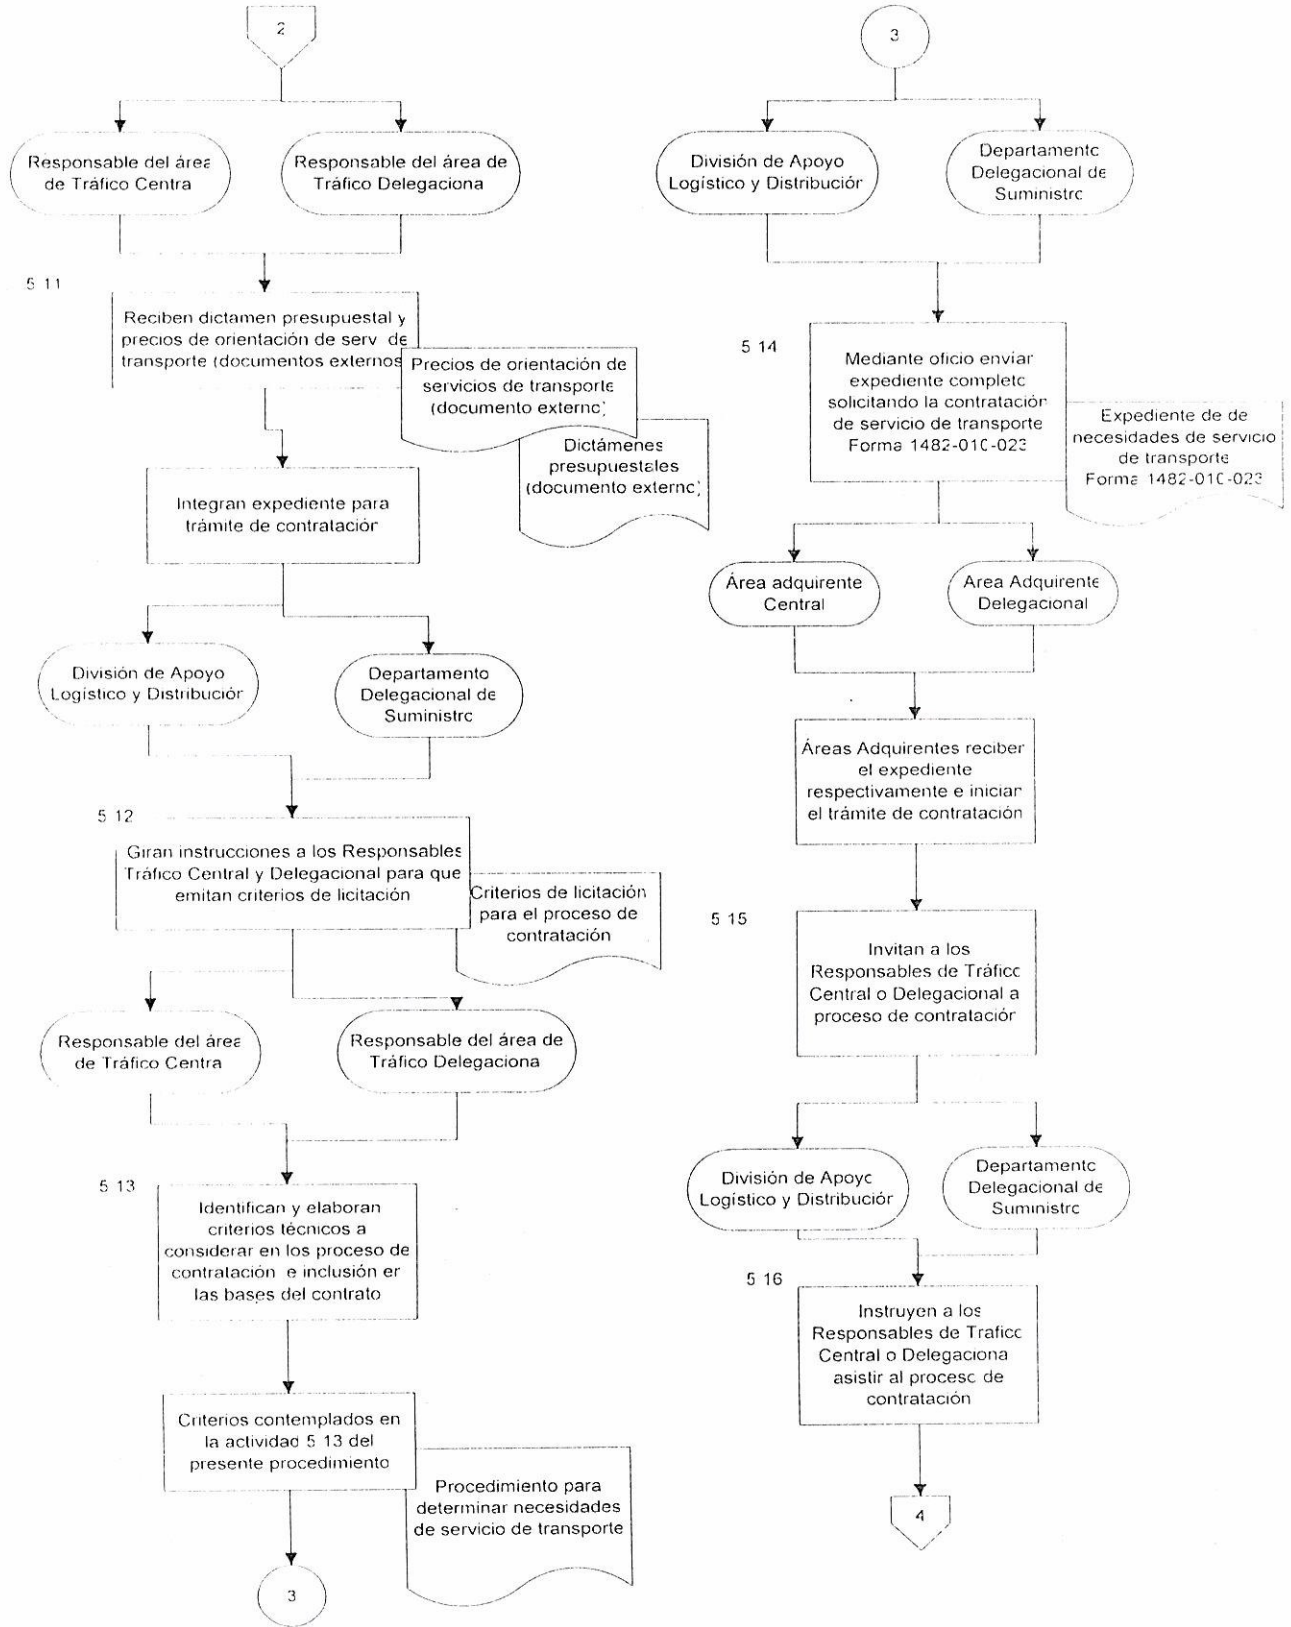 2
Responsable del área
de Tráfico Centra
Responsable del área de
Tráfico Delegaciona
5 11
Reciben dictamen presupuestal y
precios de orientación de serv de
transporte (documentos externos
Precios de orientación de
servicios de transporte
(documento externo)
Dictámenes
presupuestales
(documento externo)
Integran expediente para
trámite de contratación
División de Apoyo
Logístico y Distribución
Departamento
Delegacional de
Suministro
5 12
Giran instrucciones a los Responsables
Tráfico Central y Delegacional para que
emitan criterios de licitación
Criterios de licitación
para el proceso de
contratación
Responsable del área
de Tráfico Centra
Responsable del área de
Tráfico Delegaciona
5 13
Identifican y elaboran
criterios técnicos a
considerar en los proceso de
contratación e inclusión en
las bases del contrato
Criterios contemplados en
la actividad 5 13 del
presente procedimiento
Procedimiento para
determinar necesidades
de servicio de transporte
3
3
División de Apoyo
Logístico y Distribución
Departamento
Delegacional de
Suministro
5 14
Mediante oficio enviar
expediente completo
solicitando la contratación
de servicio de transporte
Forma 1482-010-023
Expediente de de
necesidades de servicio
de transporte
Forma 1482-010-023
Área adquirente
Central
Area Adquirente
Delegacional
Áreas Adquirentes reciben
el expediente
respectivamente e inician
el trámite de contratación
5 15
Invitan a los
Responsables de Tráfico
Central o Delegacional a
proceso de contratación
División de Apoyo
Logístico y Distribución
Departamento
Delegacional de
Suministro
5 16
Instruyen a los
Responsables de Trafico
Central o Delegaciona
asistir al proceso de
contratación
4